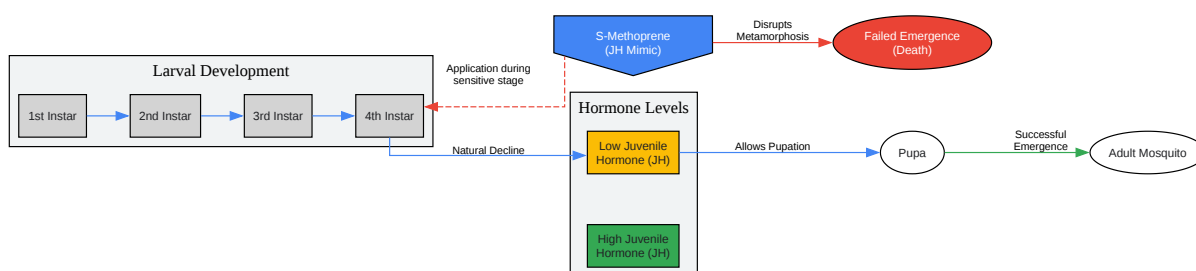 S-Methoprene
(JH Mimic)
Disrupts
Metamorphosis
Failed Emergence
(Death)
Larval Development
Application during
sensitive stage
1st Instar
2nd Instar
3rd Instar
4th Instar
Hormone Levels
Natural Decline
Low Juvenile
Hormone (JH)
Allows Pupation
Pupa
Successful
Emergence
Adult Mosquito
High Juvenile
Hormone (JH)